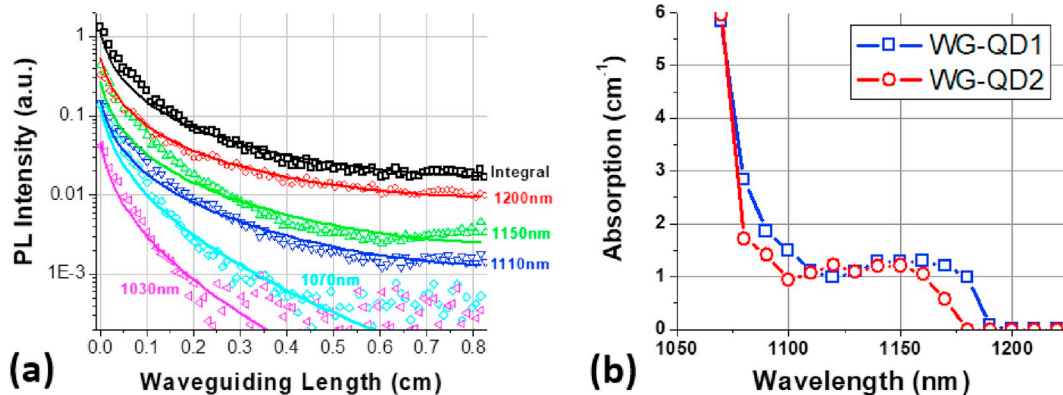 PL Intensity (a.u.)
1
0.1
0.01
1E-3
Integral
1200nm
1150nm
1110nm
1070nm
1030nm
0.0 0.1 0.2 0.3 0.4 0.5 0.6 0.7 0.8
Waveguiding Length (cm)
(a)
Absorption (cm-1)
6
5
4
3
2
1
0
WG-QD1
WG-QD2
1050 1100 1150 1200
Wavelength (nm)
(b)